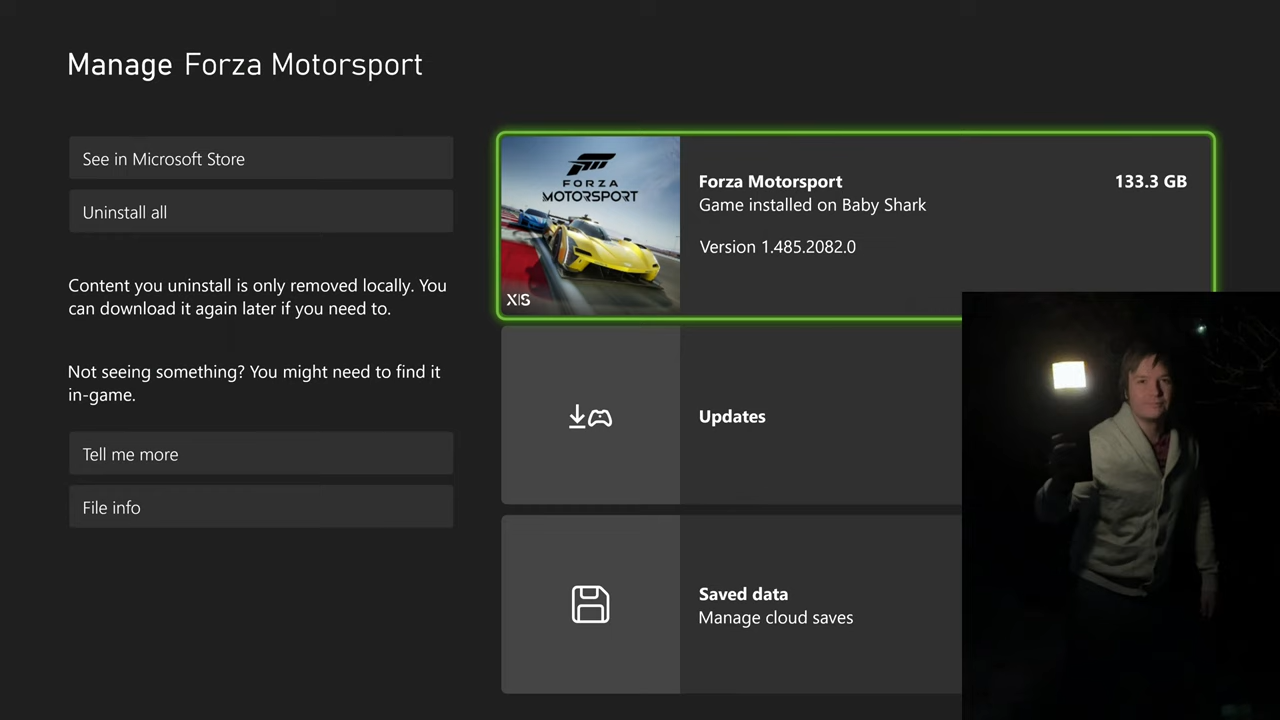 Manage Forza Motorsport
See in Microsoft Store
Uninstall all
Content you uninstall is only removed locally. You
can download it again later if you need to.
Not seeing something? You might need to find it
in-game.
Tell me more
File info
FORZA
MOTORSPORT
X|S
Forza Motorsport
133.3 GB
Game installed on Baby Shark
Version 1.485.2082.0
Updates
Saved data
Manage cloud saves